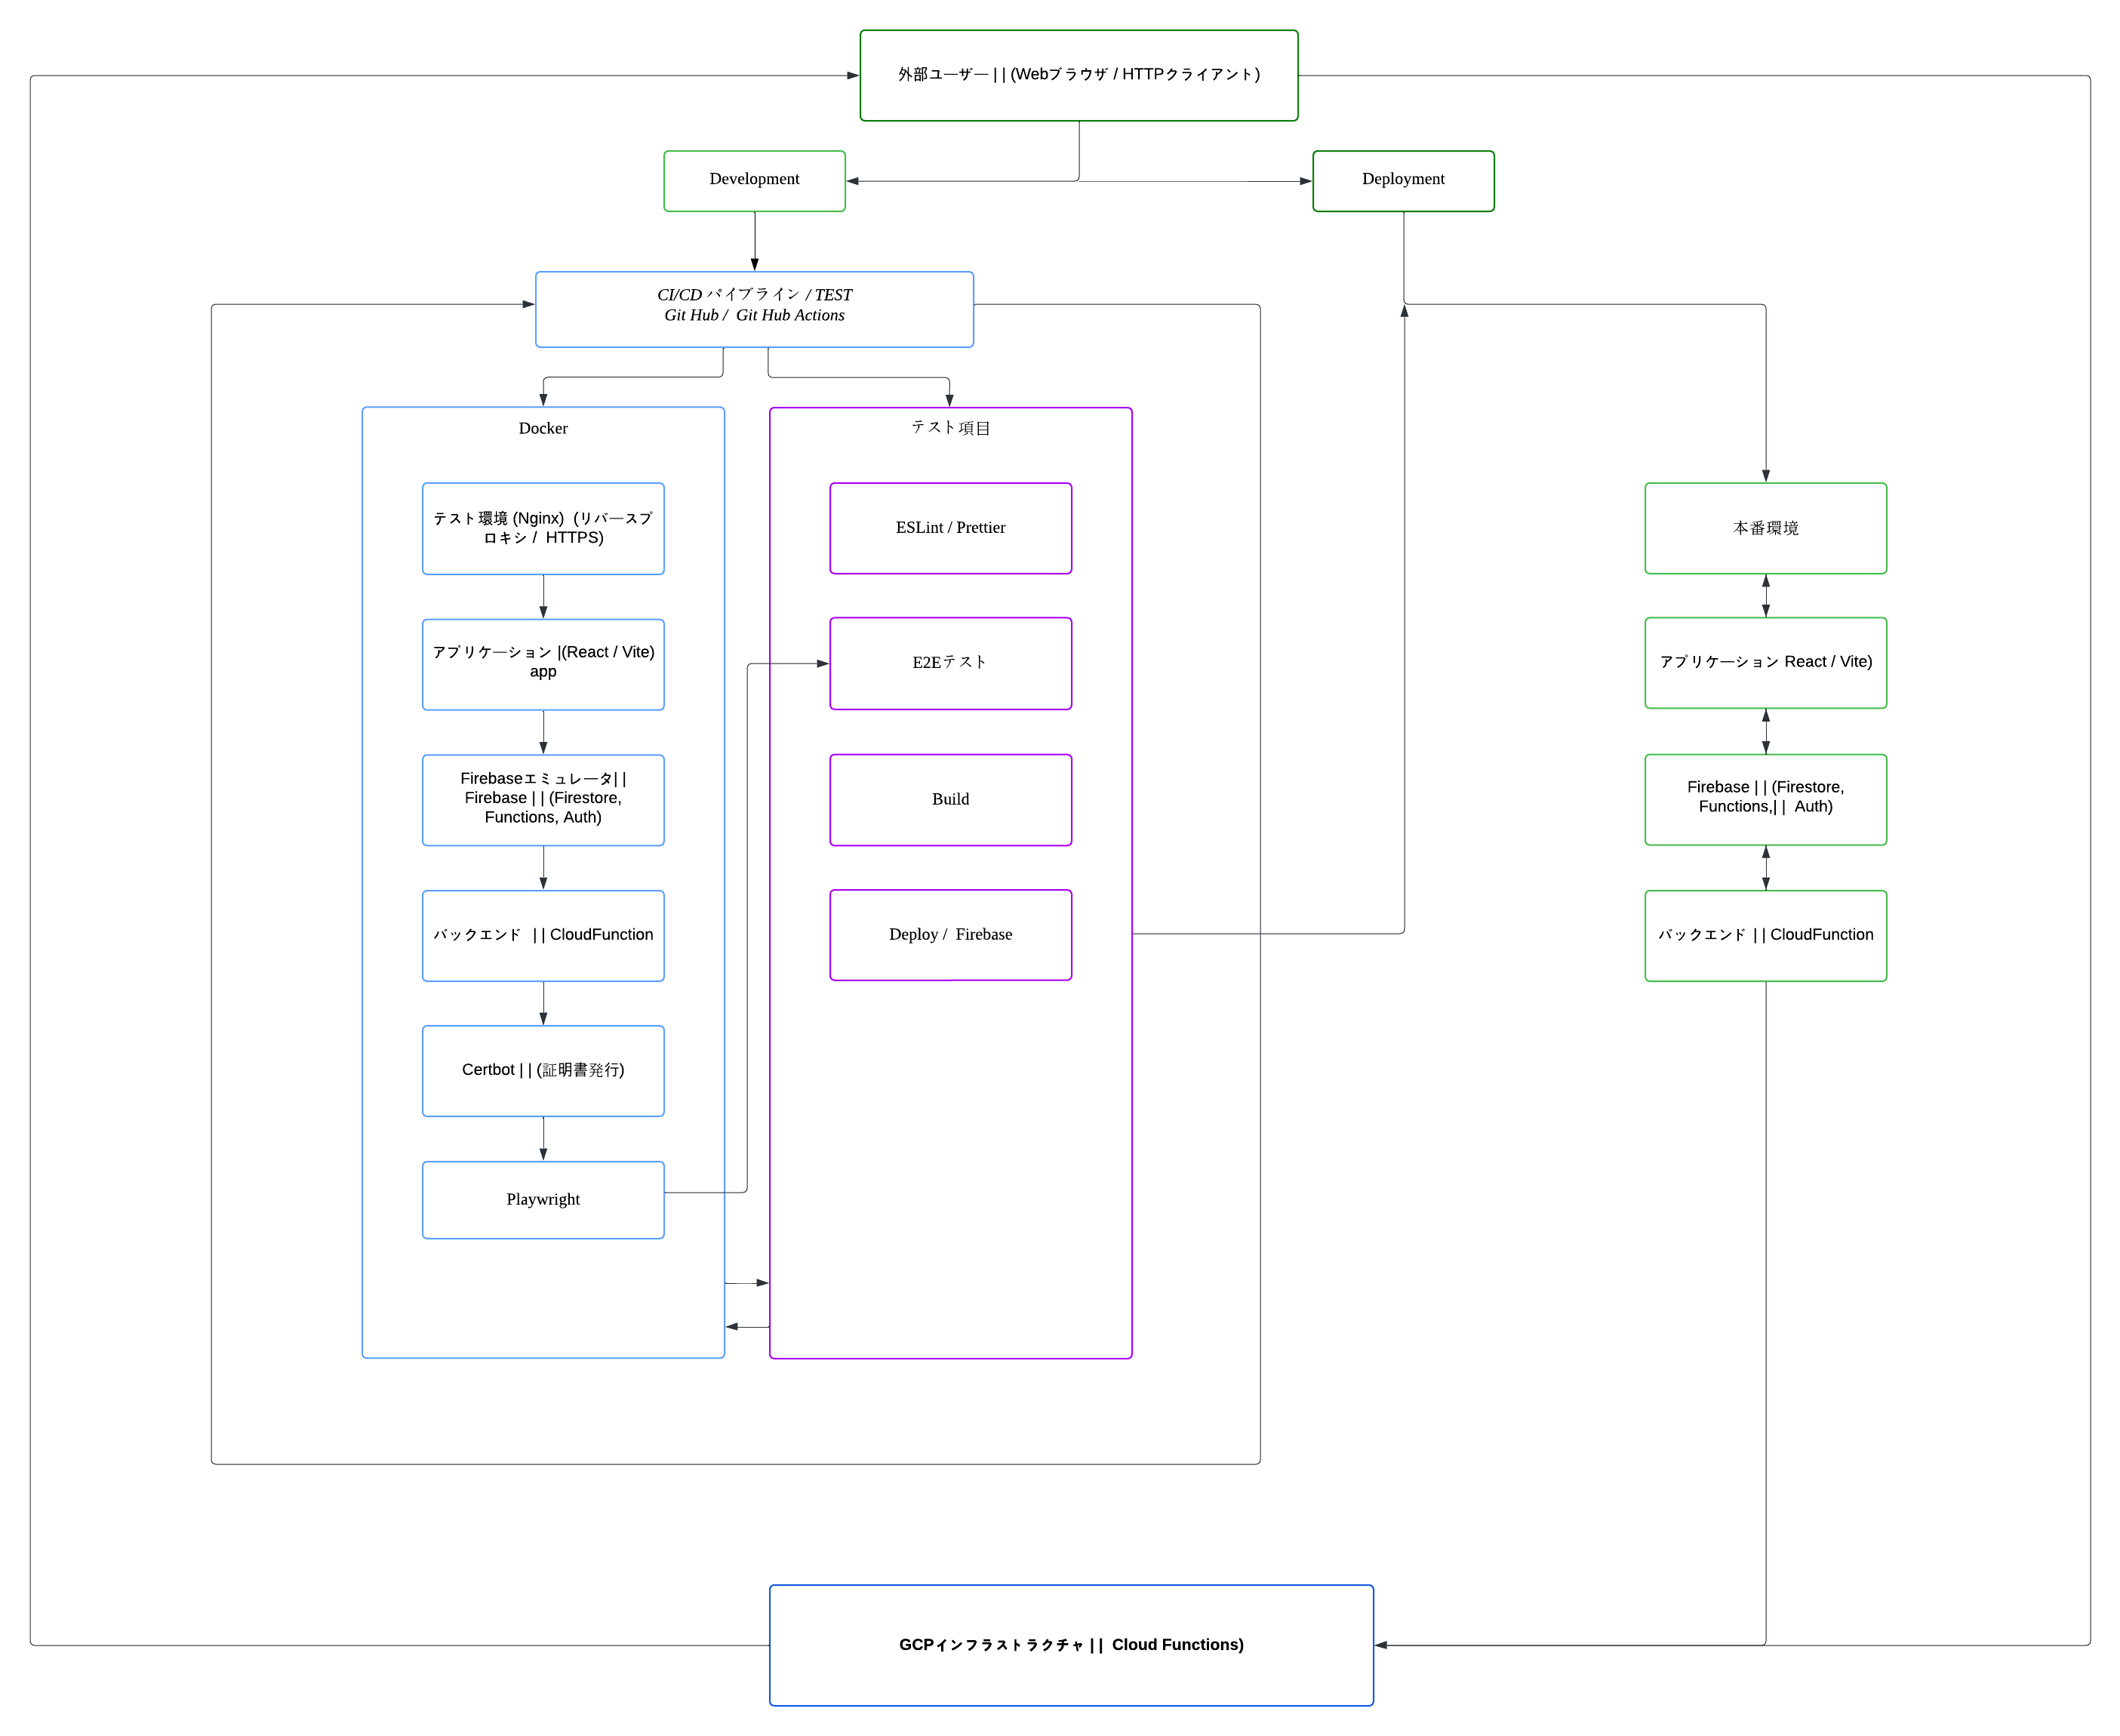 外部ユーザー | | (Webブラウザ / HTTPクライアント)
Development
Deployment
CI/CD パイプライン / TEST
Git Hub /  Git Hub Actions
Docker
テスト環境 (Nginx)  (リバースプ
ロキシ /  HTTPS)
アプリケーション |(React / Vite)
app
Firebaseエミュレータ| |
Firebase | | (Firestore,
Functions, Auth)
バックエンド  | | CloudFunction
Certbot | | (証明書発行)
Playwright
テスト項目
ESLint / Prettier
E2Eテスト
Build
Deploy /  Firebase
本番環境
アプリケーション React / Vite)
Firebase | | (Firestore,
Functions,| |  Auth)
バックエンド | | CloudFunction
GCPインフラストラクチャ | |  Cloud Functions)